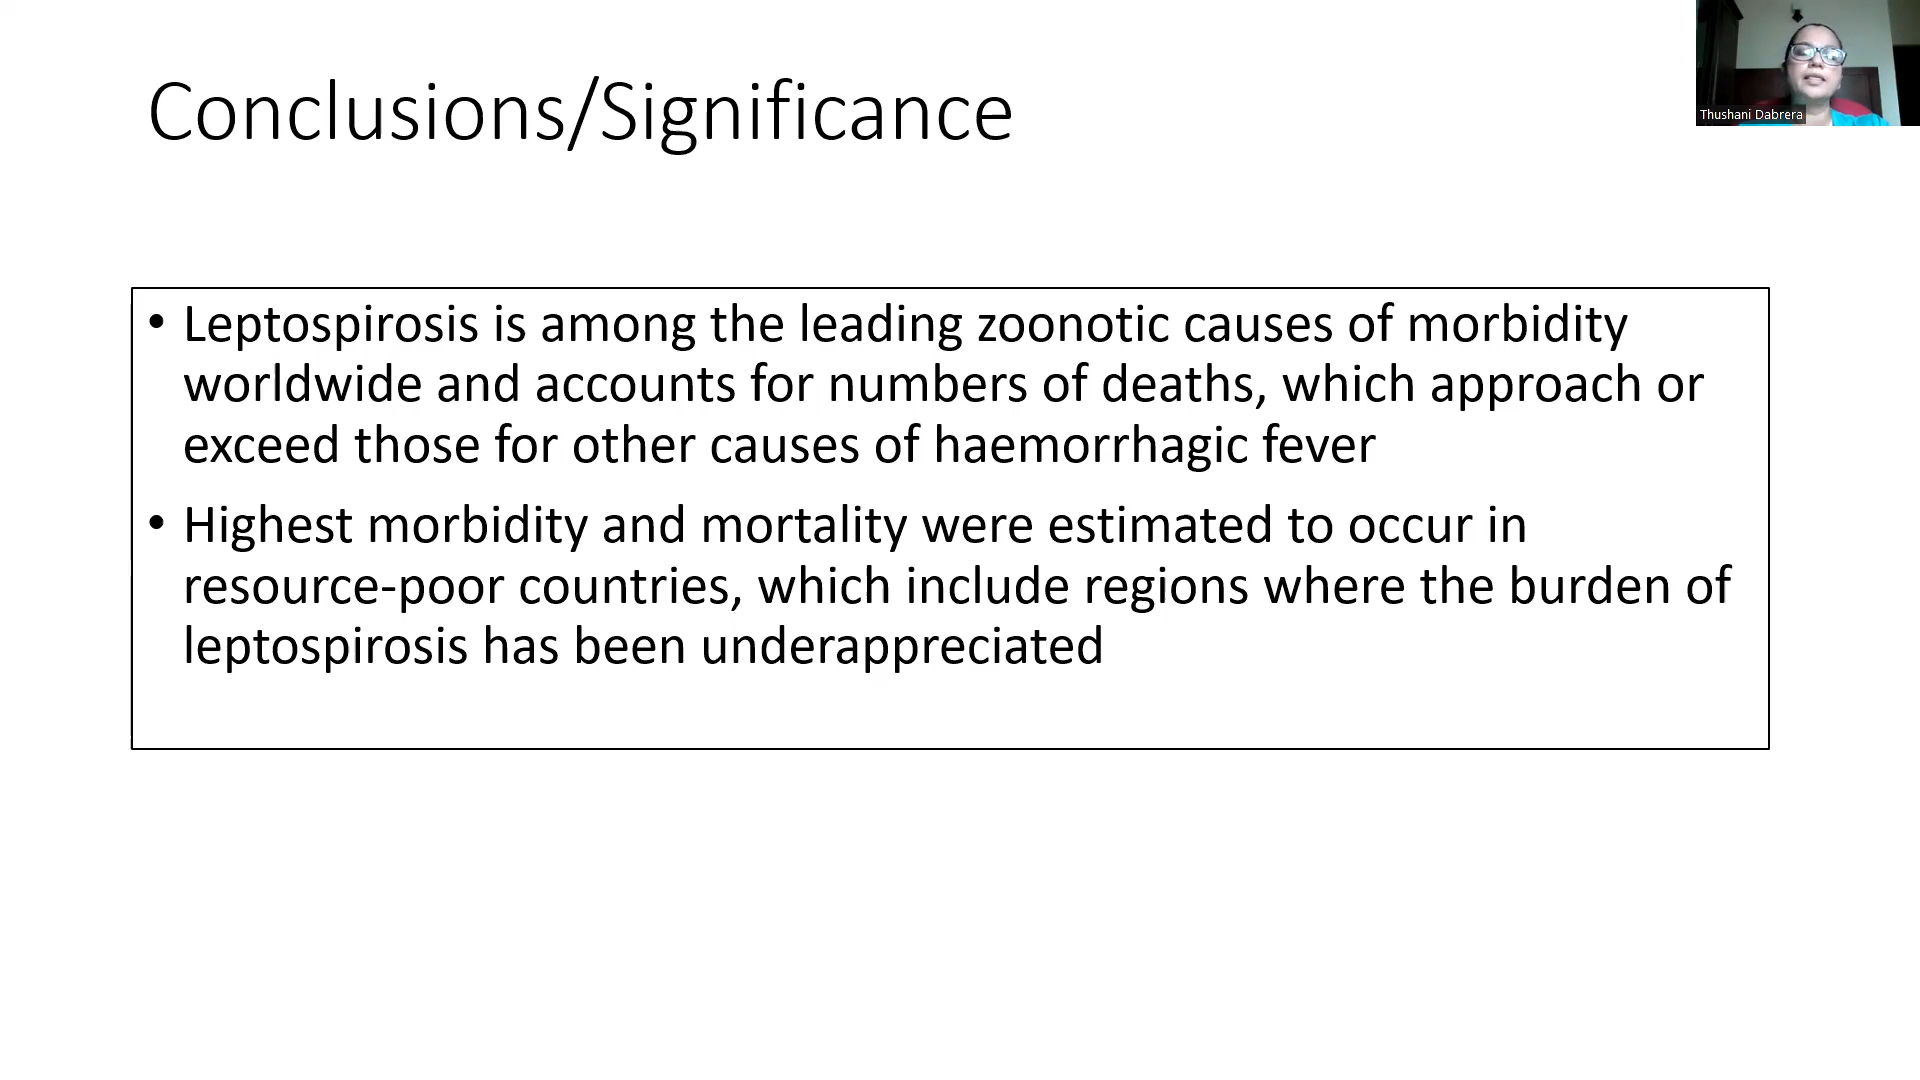 Conclusions/Significance
Thushani Dabrera
• Leptospirosis is among the leading zoonotic causes of morbidity
worldwide and accounts for numbers of deaths, which approach or
exceed those for other causes of haemorrhagic fever
• Highest morbidity and mortality were estimated to occur in
resource-poor countries, which include regions where the burden of
leptospirosis has been underappreciated